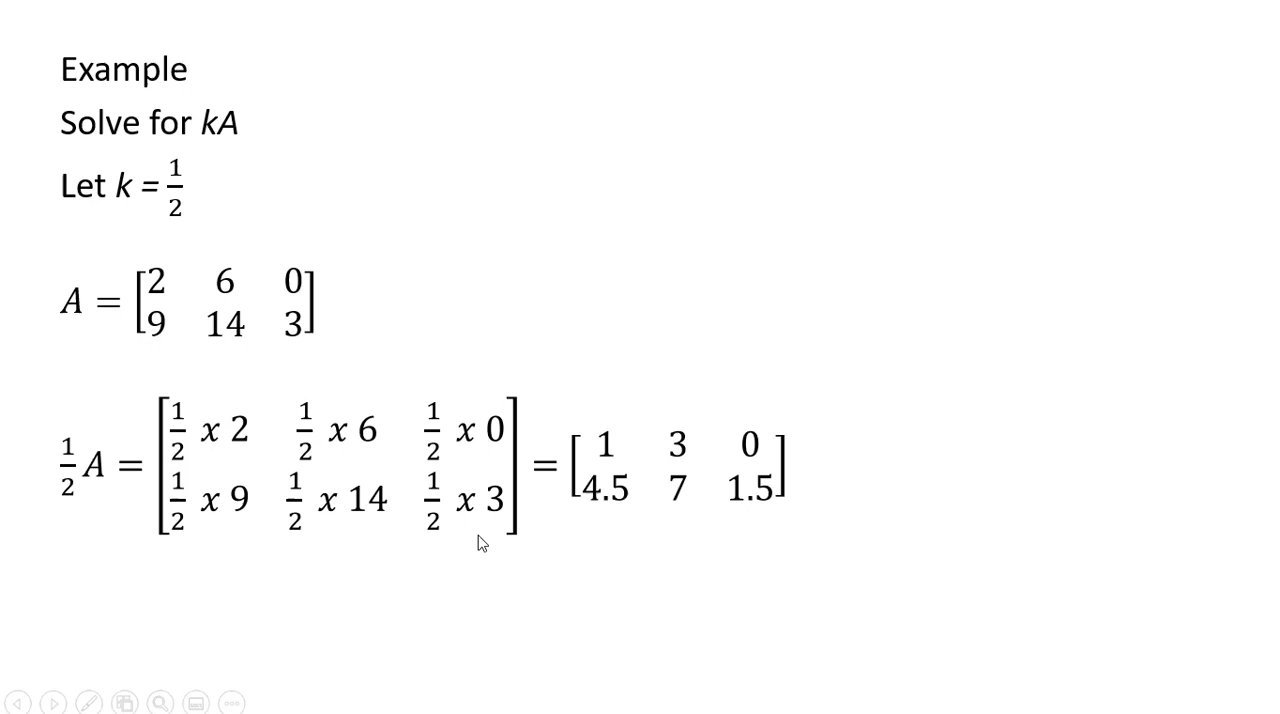 Example
Solve for kA
Let k = 1/2
A = [2 6 0
9 14 3]
1/2 A = [1/2 x 2 1/2 x 6 1/2 x 0
1/2 x 9 1/2 x 14 1/2 x 3] = [1 3 0
4.5 7 1.5]